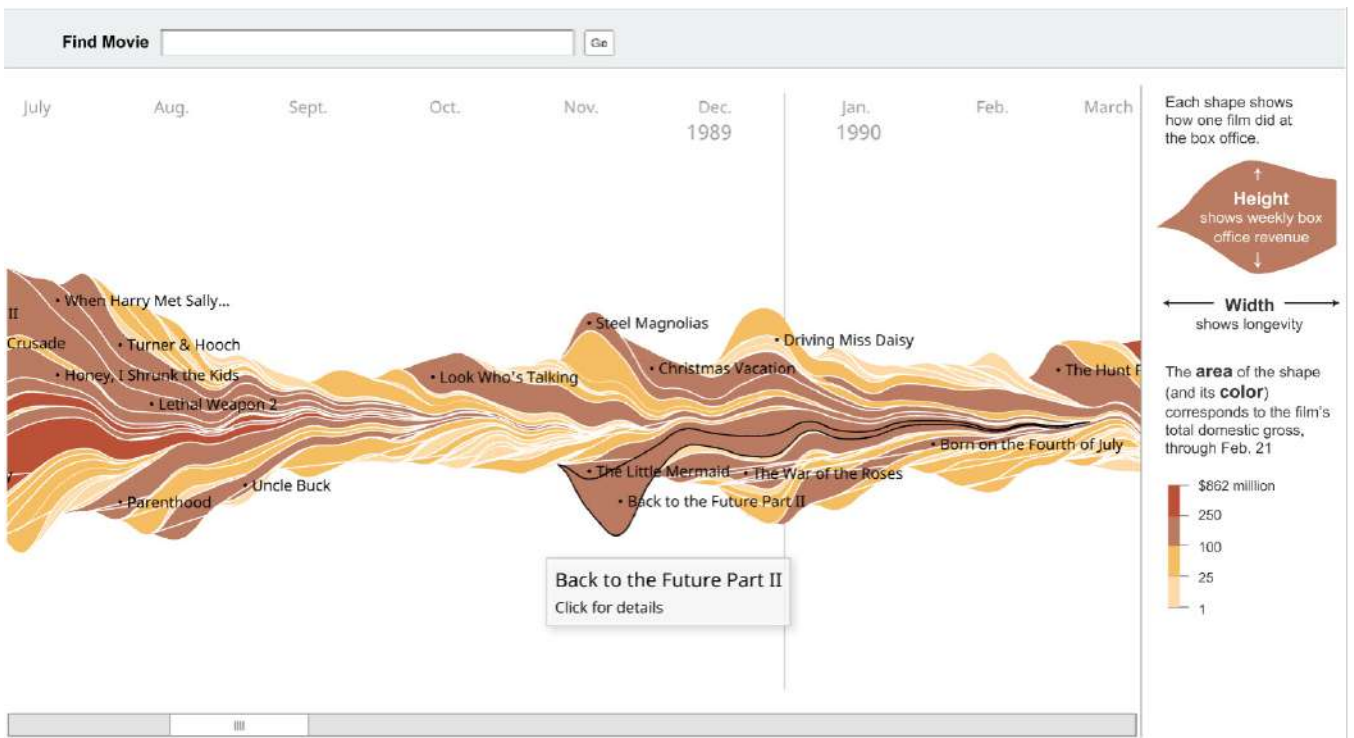 Find Movie
Go
July Aug. Sept. Oct. Nov. Dec. Jan. Feb. March
1989 1990
• When Harry Met Sally...
II
Crusade
• Turner & Hooch
• Honey, I Shrunk the Kids
• Lethal Weapon 2
• Parenthood
• Uncle Buck
• Look Who's Talking
• Steel Magnolias
• Christmas Vacation
• Driving Miss Daisy
• The Hunt F
• Born on the Fourth of July
• The Little Mermaid
• The War of the Roses
• Back to the Future Part II
Back to the Future Part II
Click for details
Each shape shows
how one film did at
the box office.
Height
shows weekly box
office revenue
Width
shows longevity
The area of the shape
(and its color)
corresponds to the film's
total domestic gross,
through Feb. 21
$862 milllion
250
100
25
1